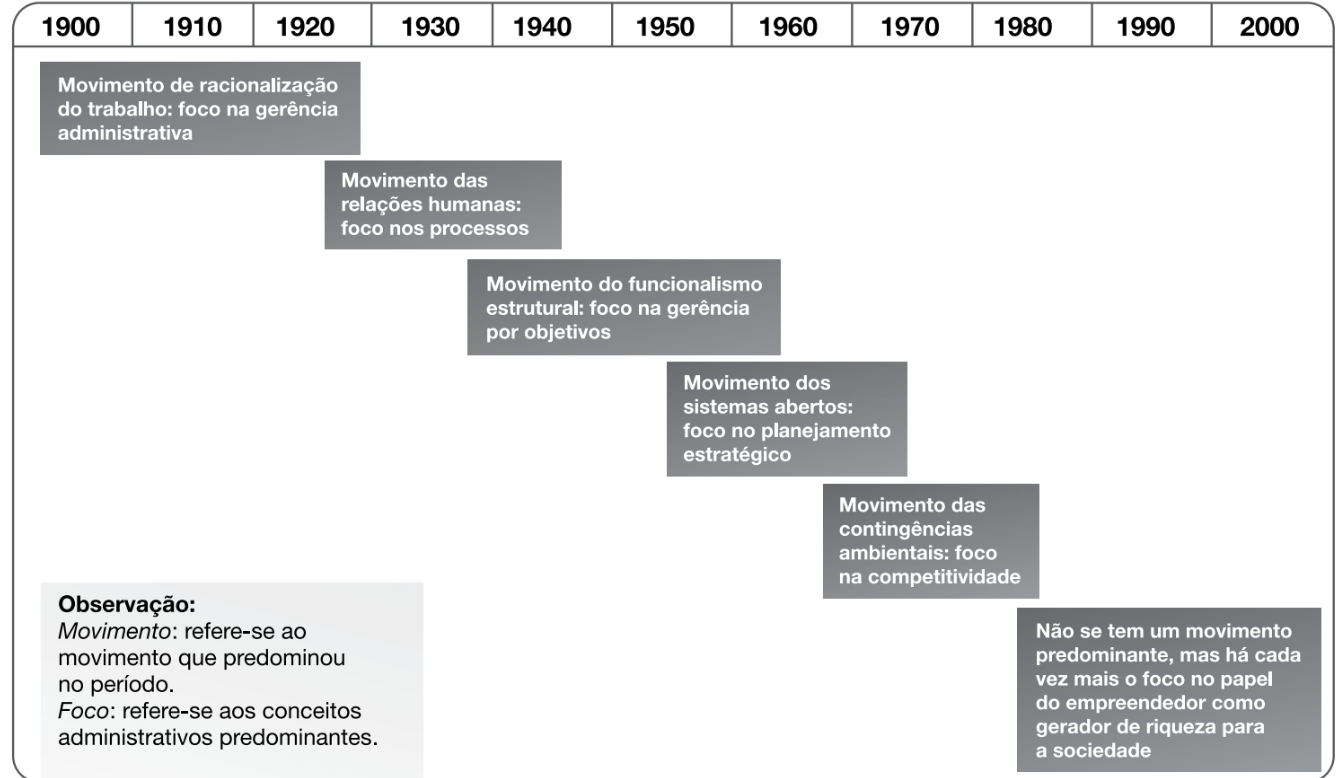 1900 1910 1920 1930 1940 1950 1960 1970 1980 1990 2000
Movimento de racionalização
do trabalho: foco na gerência
administrativa
Movimento das
relações humanas:
foco nos processos
Movimento do funcionalismo
estrutural: foco na gerência
por objetivos
Movimento dos
sistemas abertos:
foco no planejamento
estratégico
Movimento das
contingências
ambientais: foco
na competitividade
Observação:
Movimento: refere-se ao
movimento que predominou
no período.
Foco: refere-se aos conceitos
administrativos predominantes.
Não se tem um movimento
predominante, mas há cada
vez mais o foco no papel
do empreendedor como
gerador de riqueza para
a sociedade